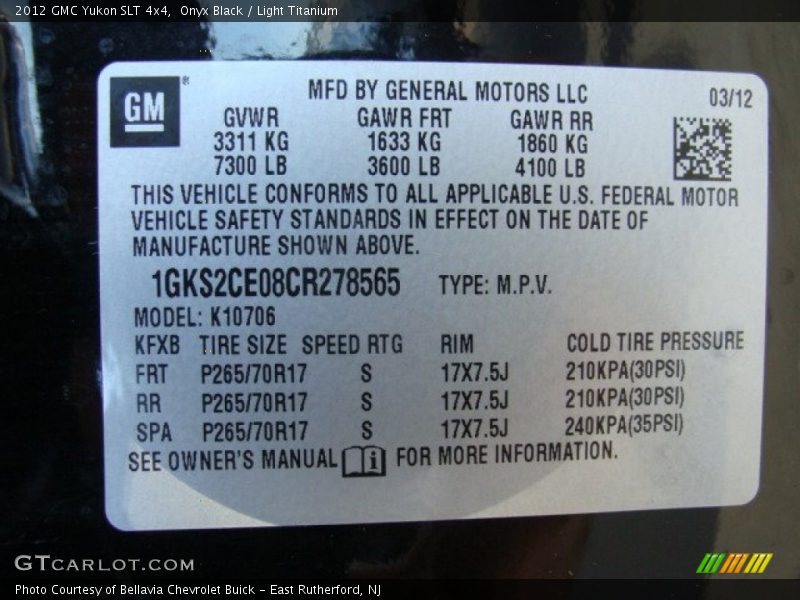 2012 GMC Yukon SLT 4x4, Onyx Black / Light Titanium
GM®
MFD BY GENERAL MOTORS LLC
03/12
GVWR GAWR FRT GAWR RR
3311 KG 1633 KG 1860 KG
7300 LB 3600 LB 4100 LB
THIS VEHICLE CONFORMS TO ALL APPLICABLE U.S. FEDERAL MOTOR
VEHICLE SAFETY STANDARDS IN EFFECT ON THE DATE OF
MANUFACTURE SHOWN ABOVE.
1GKS2CE08CR278565 TYPE: M.P.V.
MODEL: K10706
KFXB TIRE SIZE SPEED RTG RIM COLD TIRE PRESSURE
FRT P265/70R17 S 17X7.5J 210KPA(30PSI)
RR P265/70R17 S 17X7.5J 210KPA(30PSI)
SPA P265/70R17 S 17X7.5J 240KPA(35PSI)
SEE OWNER'S MANUAL i FOR MORE INFORMATION.
GTCARLOT.COM
Photo Courtesy of Bellavia Chevrolet Buick - East Rutherford, NJ